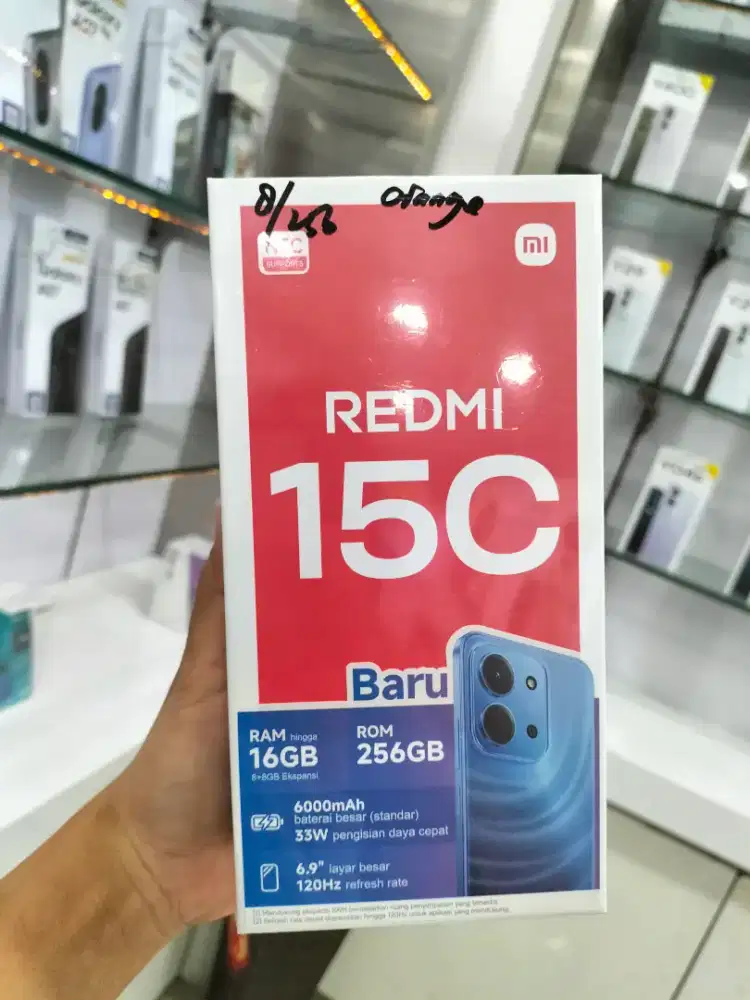 8/256 Orange
NFC
SUPPORTS
mi
REDMI
15C
Baru
RAM hingga
16GB
8+8GB Ekspansi
ROM
256GB
6000mAh
baterai besar (standar)
33W pengisian daya cepat
6.9" layar besar
120Hz refresh rate